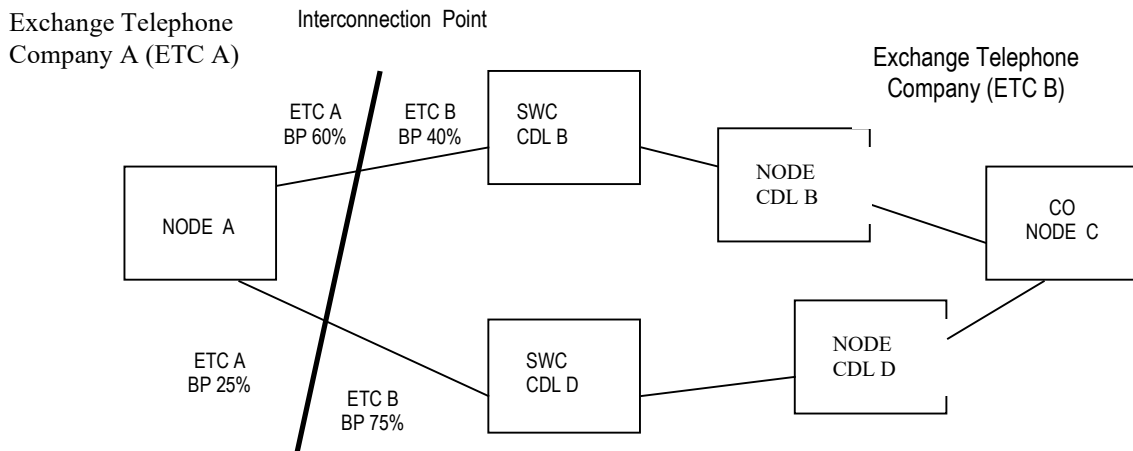 Exchange Telephone
Company A (ETC A)
Interconnection Point
Exchange Telephone
Company (ETC B)
ETC A
BP 60%
ETC B
BP 40%
SWC
CDL B
NODE
CDL B
NODE A
CO
NODE C
ETC A
BP 25%
ETC B
BP 75%
SWC
CDL D
NODE
CDL D